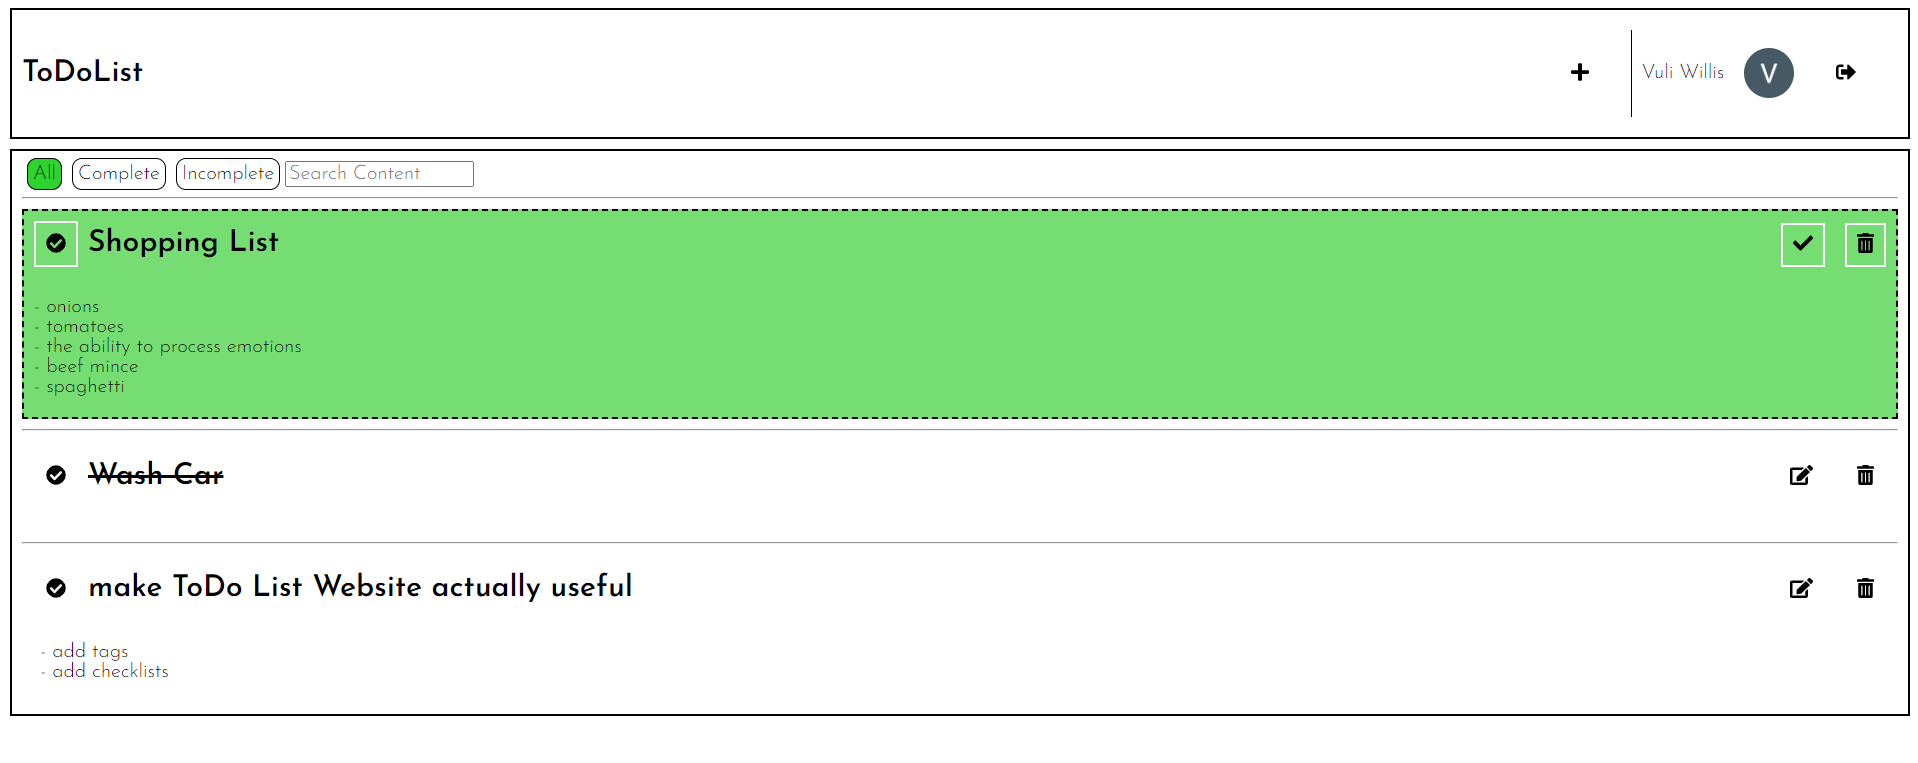 ToDoList
Vuli Willis
V
All Complete Incomplete Search Content
Shopping List
- onions
- tomatoes
- the ability to process emotions
- beef mince
- spaghetti
Wash Car
make ToDo List Website actually useful
- add tags
- add checklists